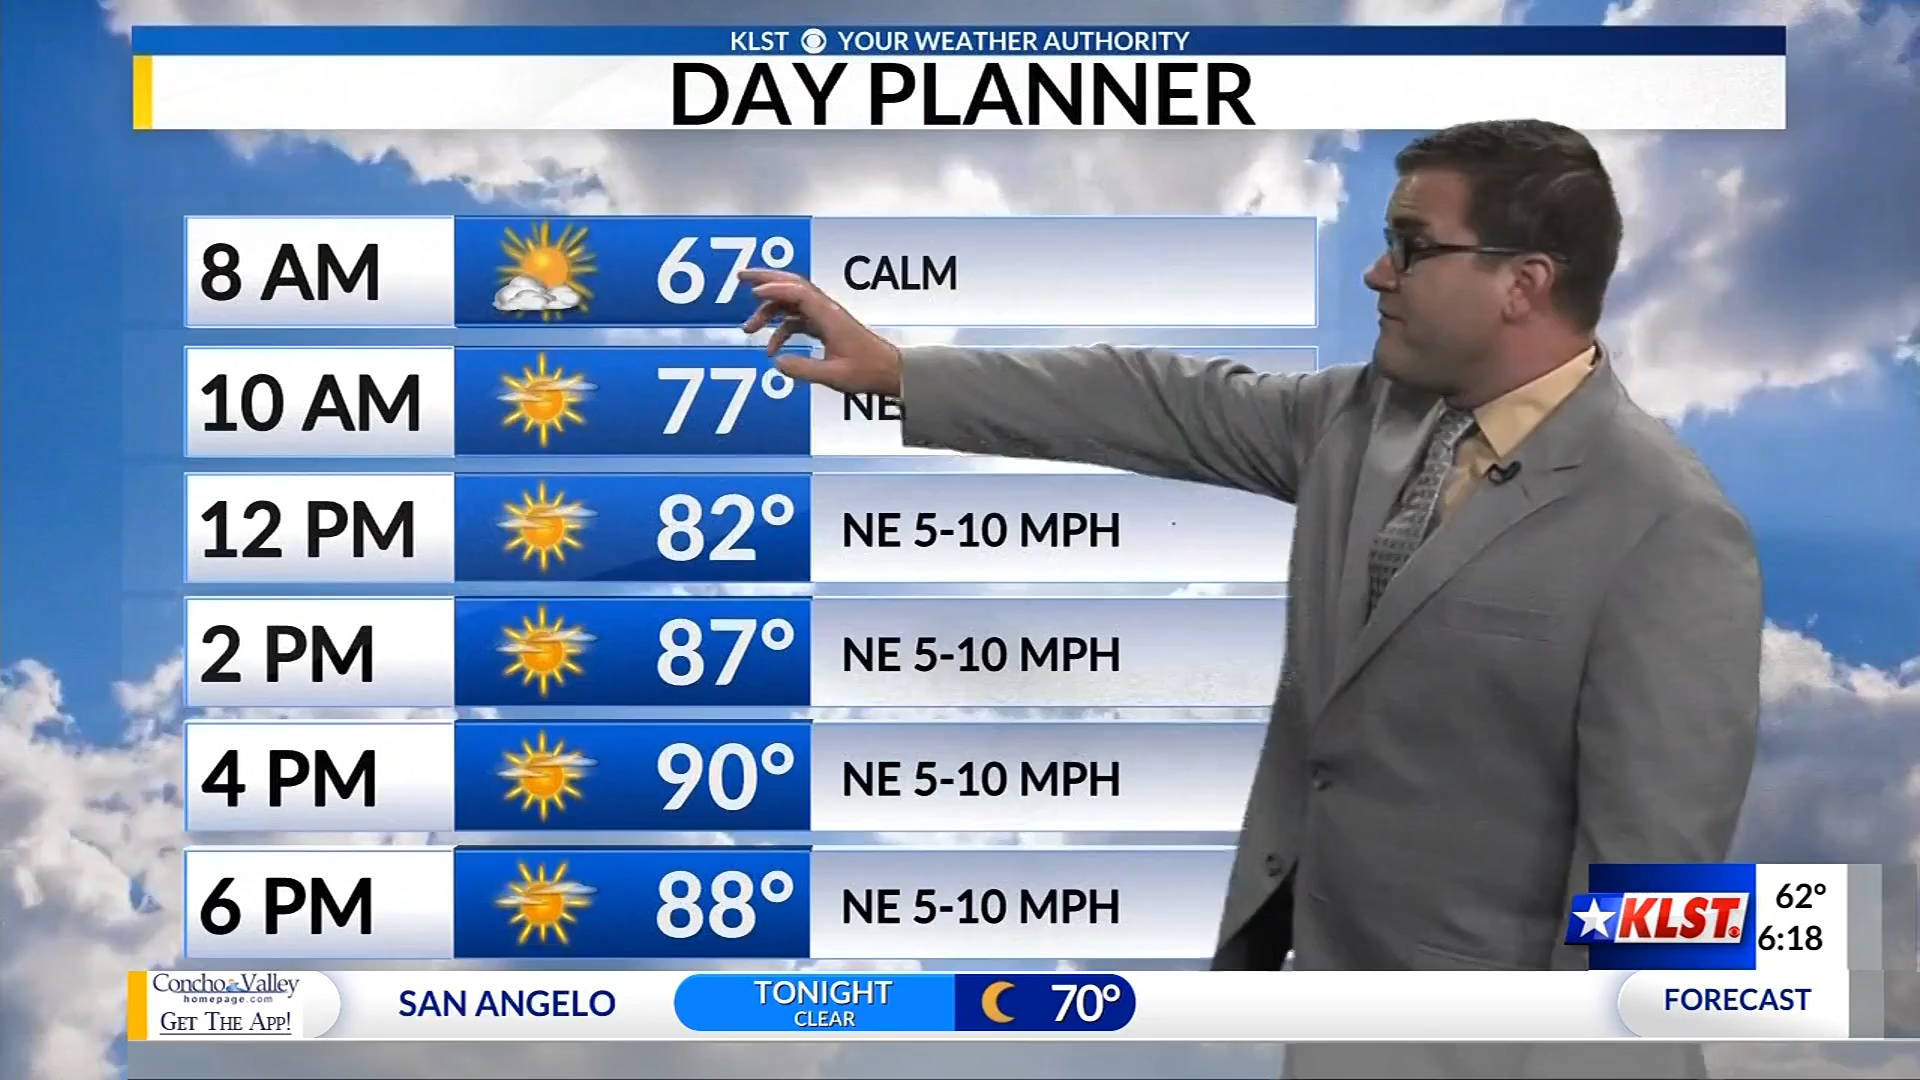 KLST YOUR WEATHER AUTHORITY
DAY PLANNER
8 AM 67° CALM
10 AM 77° NE
12 PM 82° NE 5-10 MPH
2 PM 87° NE 5-10 MPH
4 PM 90° NE 5-10 MPH
6 PM 88° NE 5-10 MPH
KLST
62°
6:18
Concho Valley
homepage.com
GET THE APP!
SAN ANGELO
TONIGHT
CLEAR
70°
FORECAST